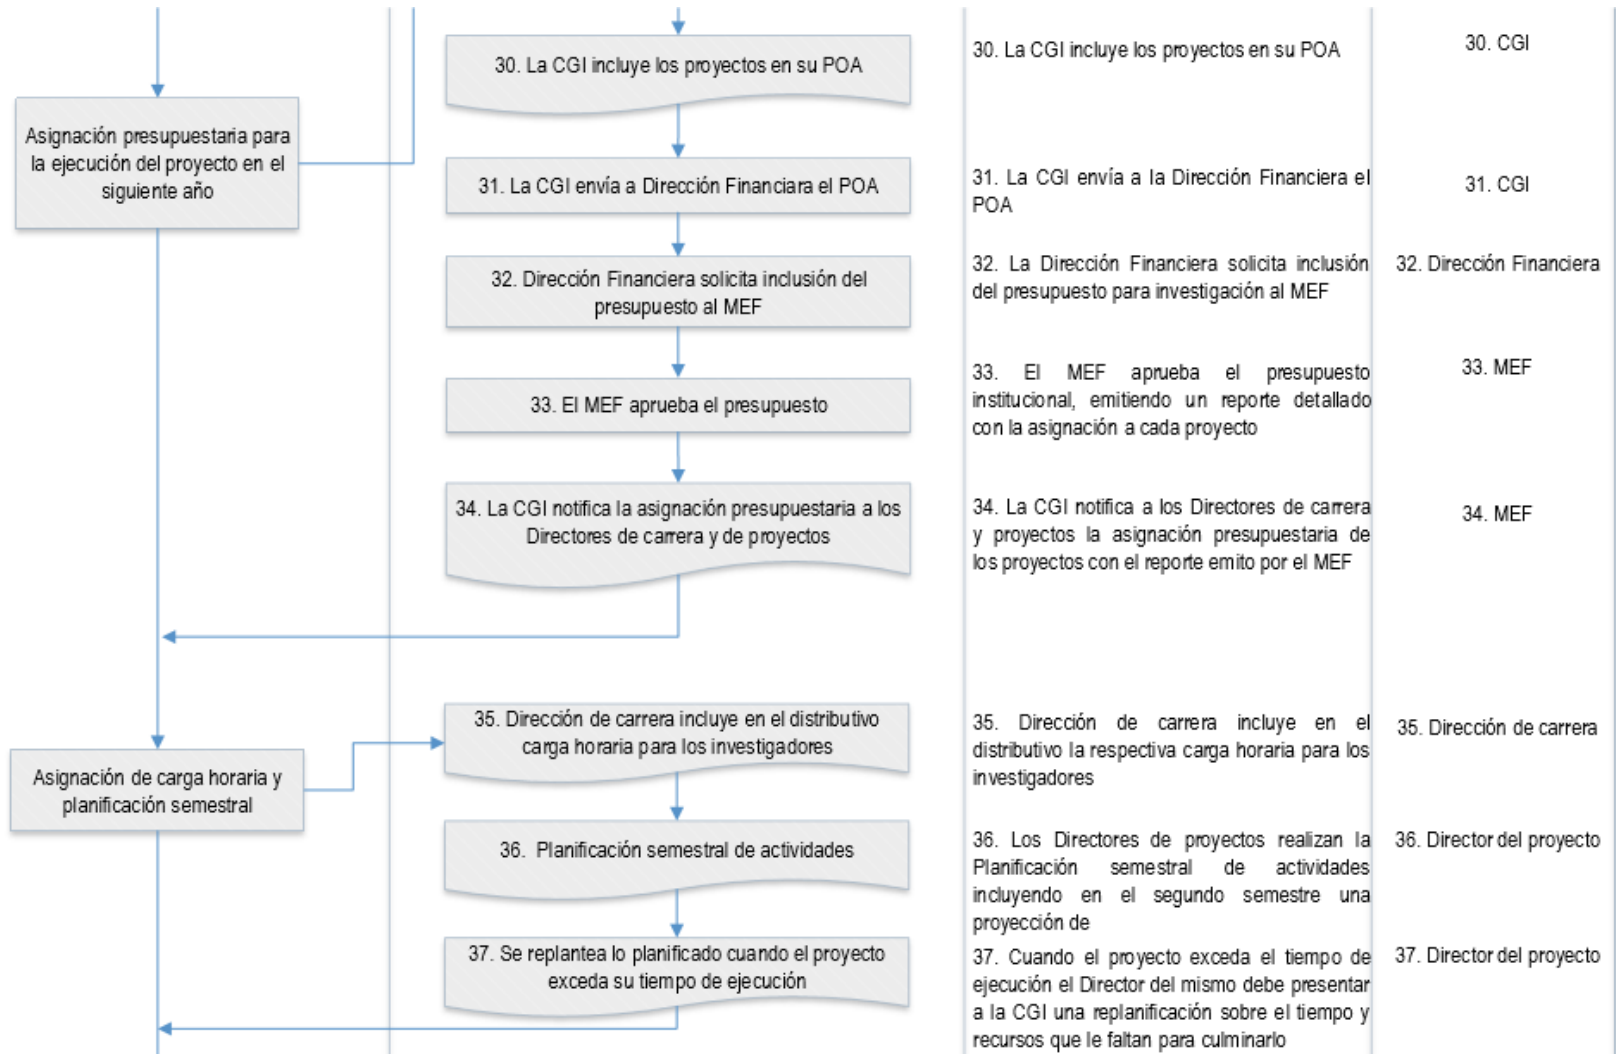 30. La CGI incluye los proyectos en su POA
30. La CGI incluye los proyectos en su POA
30. CGI
Asignación presupuestaria para
la ejecución del proyecto en el
siguiente año
31. La CGI envía a Dirección Financiara el POA
31. La CGI envía a la Dirección Financiera el
POA
31. CGI
32. Dirección Financiera solicita inclusión del
presupuesto al MEF
32. La Dirección Financiera solicita inclusión
del presupuesto para investigación al MEF
32. Dirección Financiera
33. El MEF aprueba el presupuesto
33. El MEF aprueba el presupuesto
institucional, emitiendo un reporte detallado
con la asignación a cada proyecto
33. MEF
34. La CGI notifica la asignación presupuestaria a los
Directores de carrera y de proyectos
34. La CGI notifica a los Directores de carrera
y proyectos la asignación presupuestaria de
los proyectos con el reporte emito por el MEF
34. MEF
Asignación de carga horaria y
planificación semestral
35. Dirección de carrera incluye en el distributivo
carga horaria para los investigadores
35. Dirección de carrera incluye en el
distributivo la respectiva carga horaria para los
investigadores
35. Dirección de carrera
36. Planificación semestral de actividades
36. Los Directores de proyectos realizan la
Planificación semestral de actividades
incluyendo en el segundo semestre una
proyección de
36. Director del proyecto
37. Se replantea lo planificado cuando el proyecto
exceda su tiempo de ejecución
37. Cuando el proyecto exceda el tiempo de
ejecución el Director del mismo debe presentar
a la CGI una replanificación sobre el tiempo y
recursos que le faltan para culminarlo
37. Director del proyecto